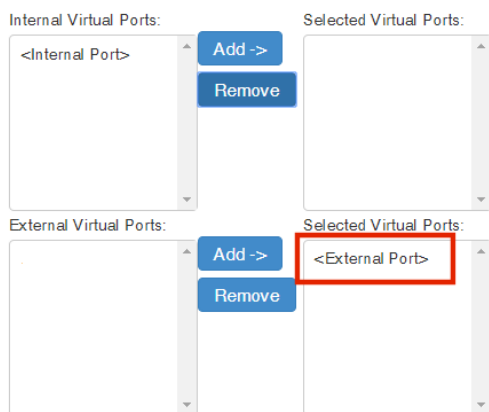 Internal Virtual Ports:
Selected Virtual Ports:
<Internal Port>
Add ->
Remove
External Virtual Ports:
Selected Virtual Ports:
Add ->
<External Port>
Remove